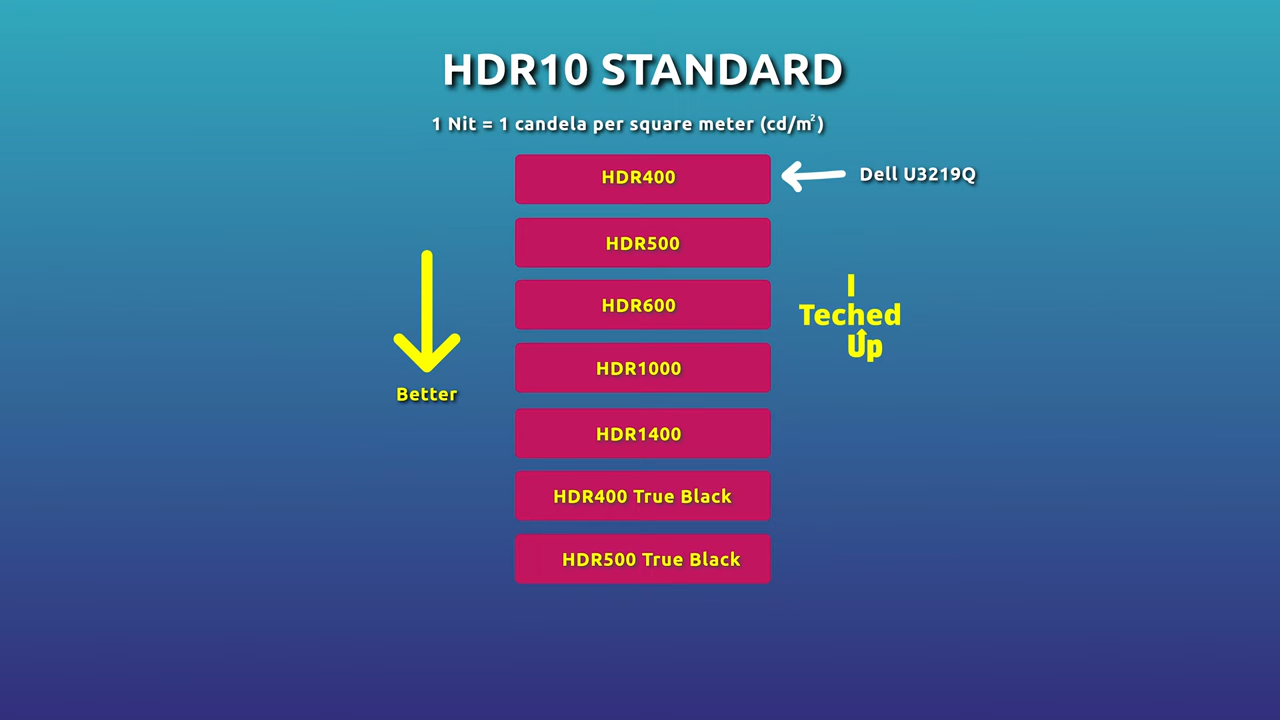 HDR10 STANDARD
1 Nit = 1 candela per square meter (cd/m²)
HDR400
Dell U3219Q
HDR500
HDR600
HDR1000
HDR1400
HDR400 True Black
HDR500 True Black
Better
I
Teched
Up